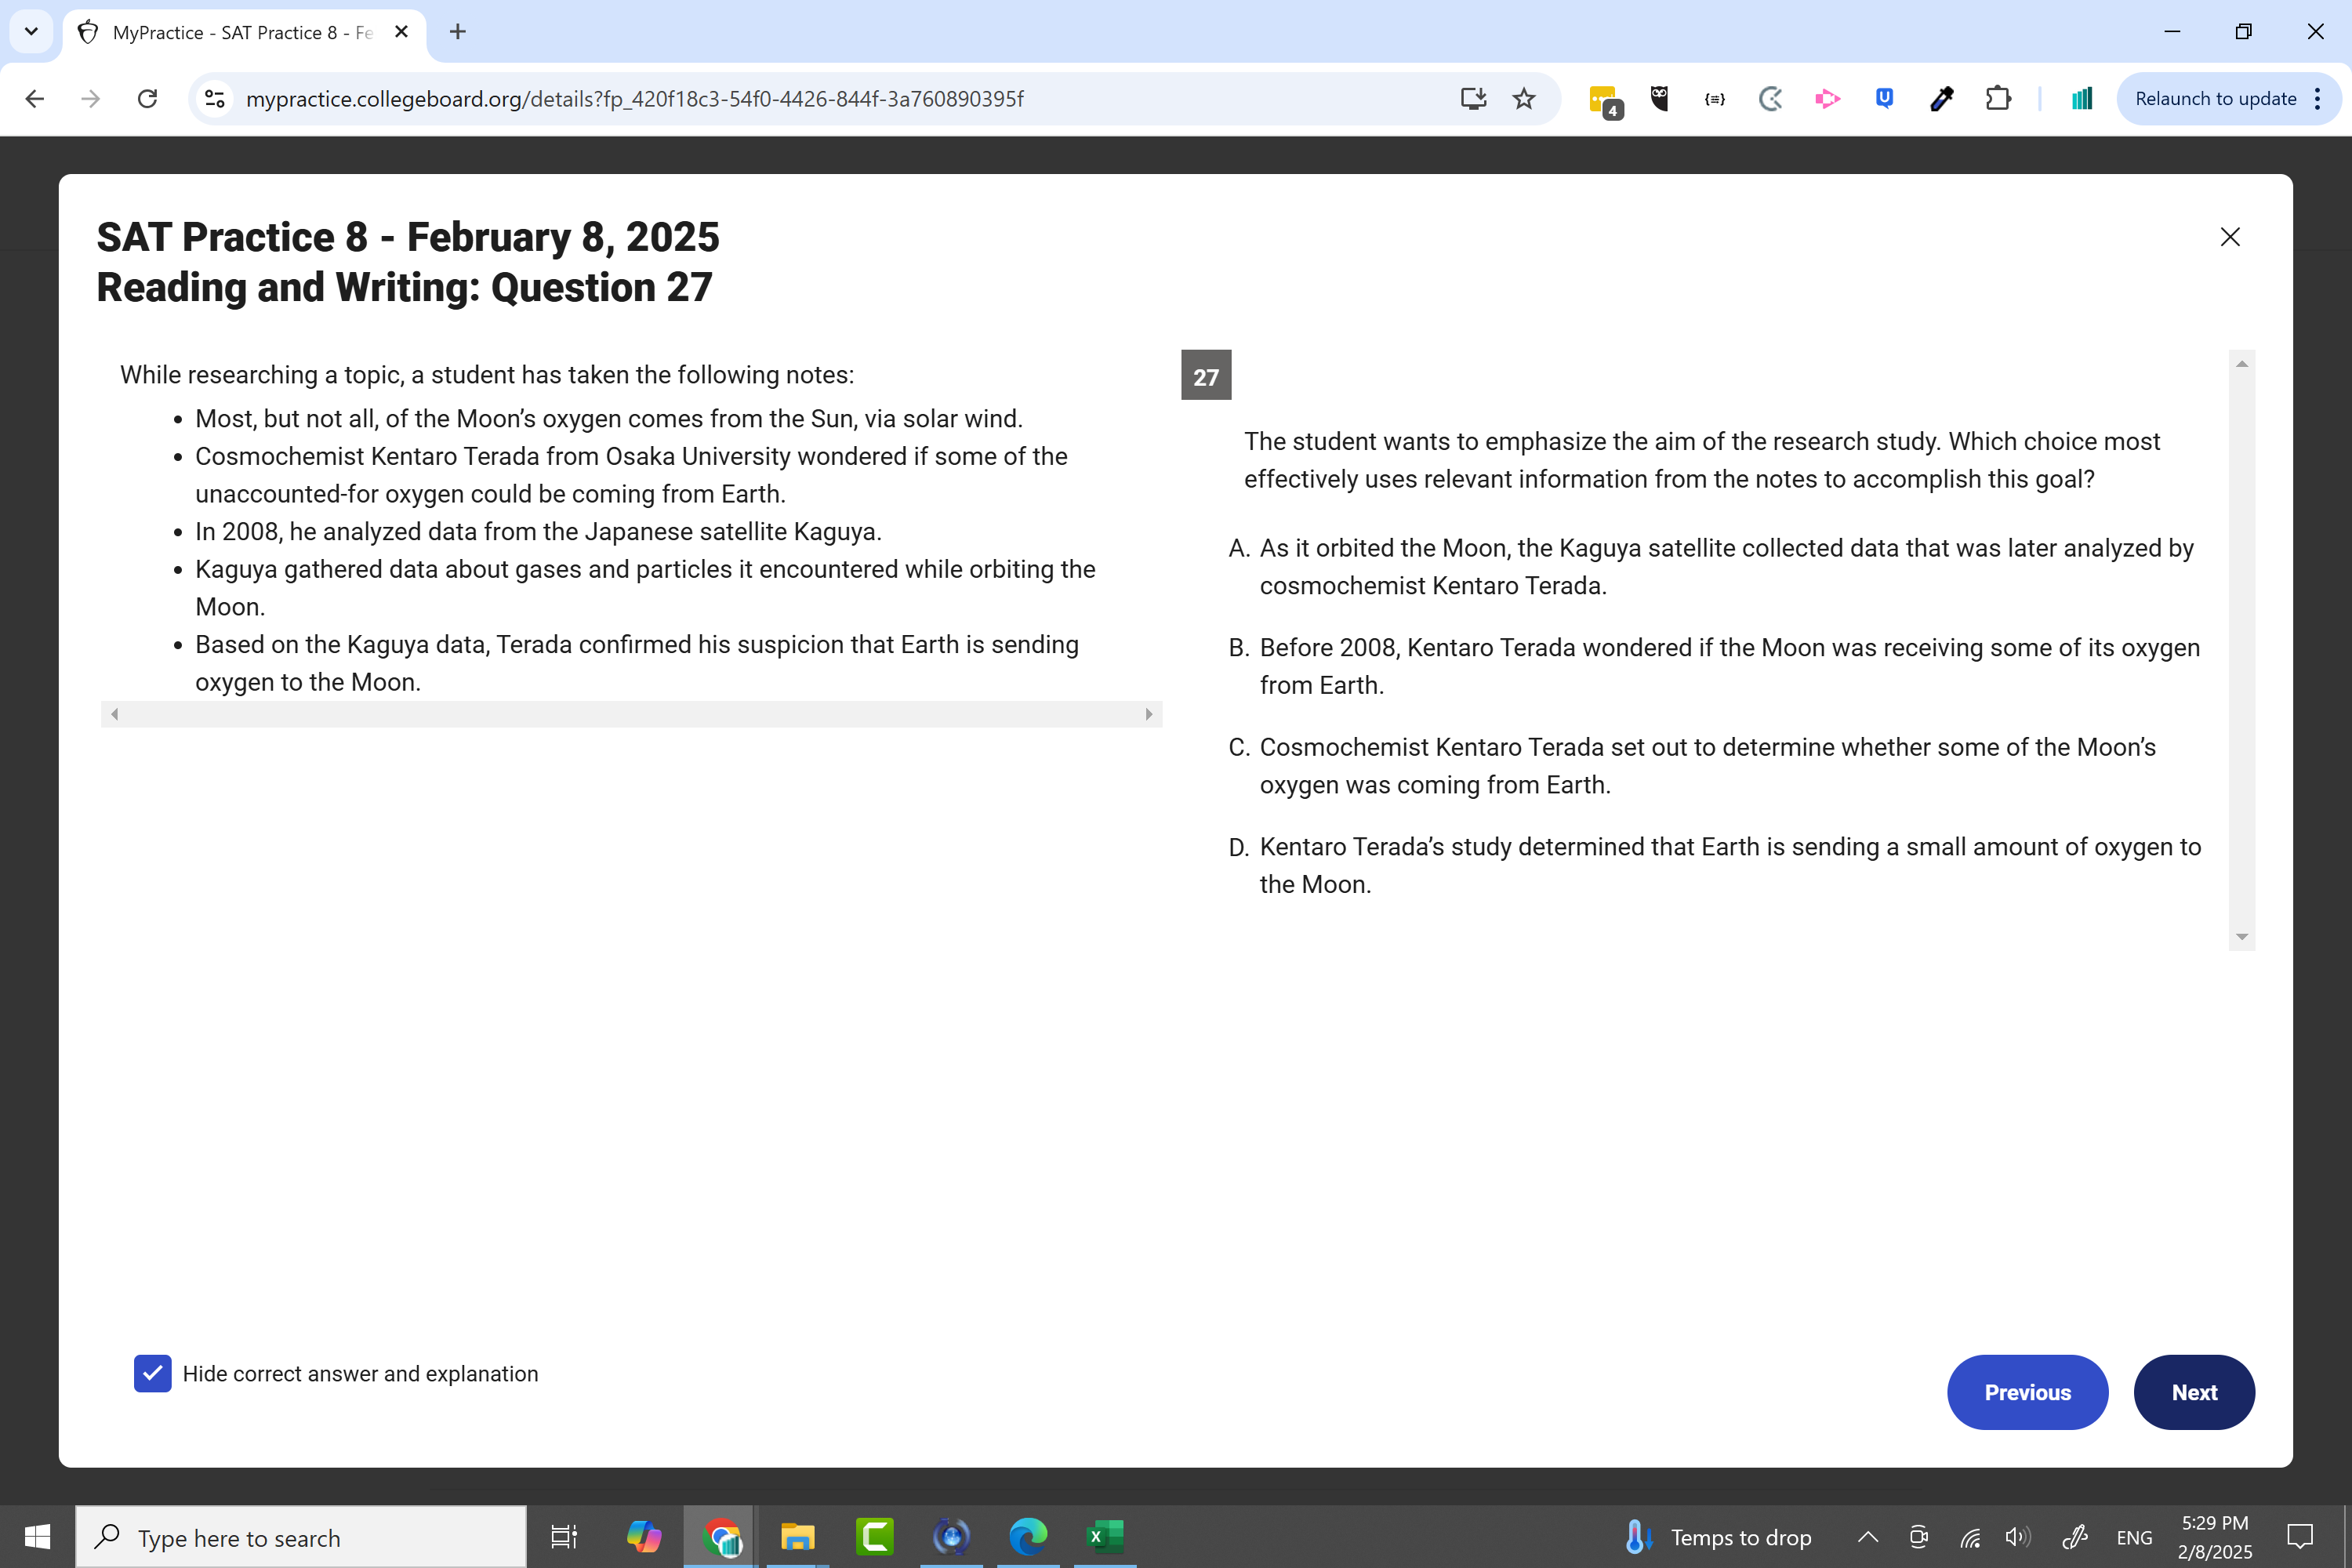 MyPractice - SAT Practice 8 - Fe
mypractice.collegeboard.org/details?fp_420f18c3-54f0-4426-844f-3a760890395f
4
Relaunch to update
SAT Practice 8 - February 8, 2025
Reading and Writing: Question 27
While researching a topic, a student has taken the following notes:
• Most, but not all, of the Moon’s oxygen comes from the Sun, via solar wind.
• Cosmochemist Kentaro Terada from Osaka University wondered if some of the
unaccounted-for oxygen could be coming from Earth.
• In 2008, he analyzed data from the Japanese satellite Kaguya.
• Kaguya gathered data about gases and particles it encountered while orbiting the
Moon.
• Based on the Kaguya data, Terada confirmed his suspicion that Earth is sending
oxygen to the Moon.
27
The student wants to emphasize the aim of the research study. Which choice most
effectively uses relevant information from the notes to accomplish this goal?
A. As it orbited the Moon, the Kaguya satellite collected data that was later analyzed by
cosmochemist Kentaro Terada.
B. Before 2008, Kentaro Terada wondered if the Moon was receiving some of its oxygen
from Earth.
C. Cosmochemist Kentaro Terada set out to determine whether some of the Moon’s
oxygen was coming from Earth.
D. Kentaro Terada’s study determined that Earth is sending a small amount of oxygen to
the Moon.
Hide correct answer and explanation
Previous
Next
Type here to search
Temps to drop
ENG
5:29 PM
2/8/2025